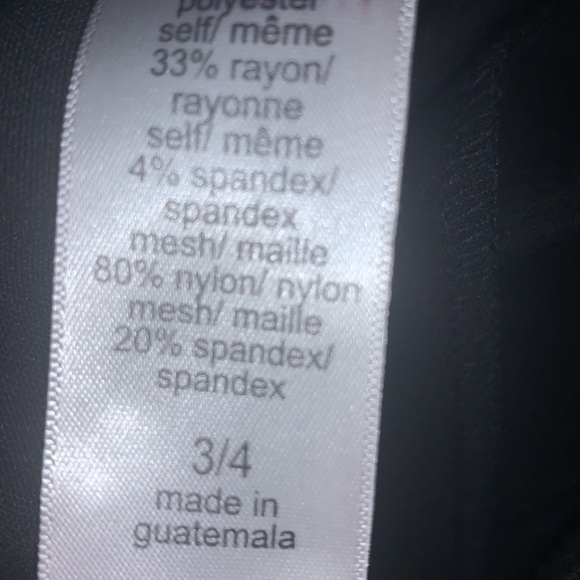 polyester
self/ même
33% rayon/
rayonne
self/ même
4% spandex/
spandex
mesh/ maille
80% nylon/ nylon
mesh/ maille
20% spandex/
spandex
3/4
made in
guatemala